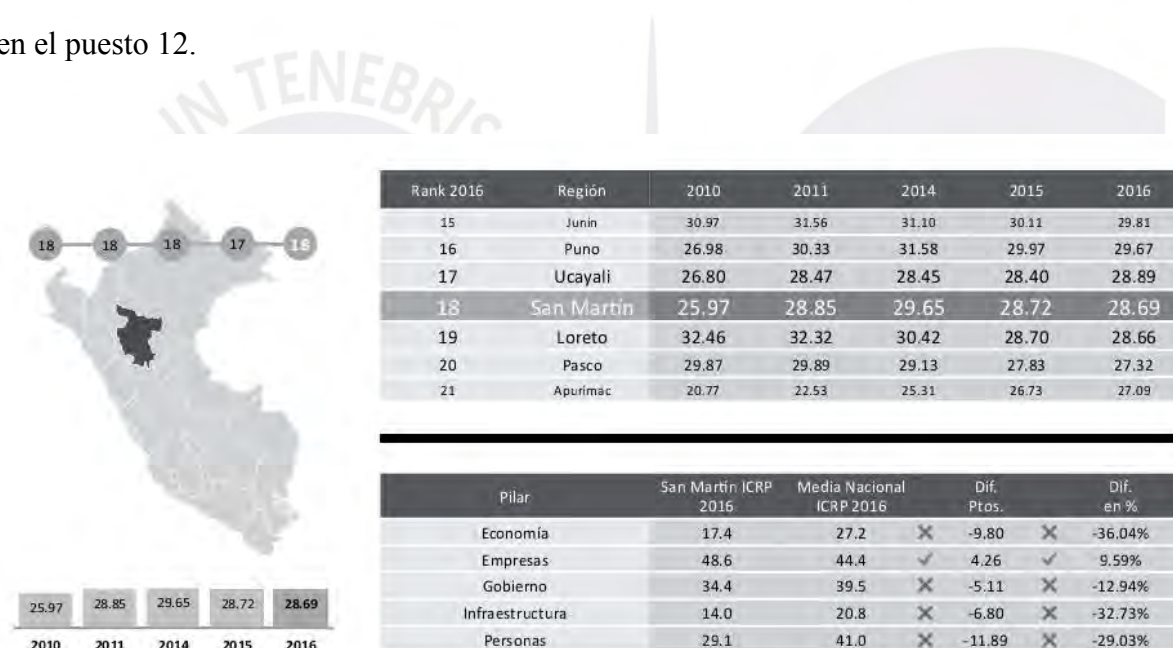 en el puesto 12.
IN TENEBRIS
18 18 18 17 18
25.97 28.85 29.65 28.72 28.69
2010 2011 2014 2015 2016
Rank 2016 Región 2010 2011 2014 2015 2016
15 Junin 30.97 31.56 31.10 30.11 29.81
16 Puno 26.98 30.33 31.58 29.97 29.67
17 Ucayali 26.80 28.47 28.45 28.40 28.89
18 San Martín 25.97 28.85 29.65 28.72 28.69
19 Loreto 32.46 32.32 30.42 28.70 28.66
20 Pasco 29.87 29.89 29.13 27.83 27.32
21 Apurimac 20.77 22.53 25.31 26.73 27.09
Pilar San Martín ICRP 2016 Media Nacional ICRP 2016 Dif. Ptos. Dif. en %
Economía 17.4 27.2 -9.80 -36.04%
Empresas 48.6 44.4 4.26 9.59%
Gobierno 34.4 39.5 -5.11 -12.94%
Infraestructura 14.0 20.8 -6.80 -32.73%
Personas 29.1 41.0 -11.89 -29.03%